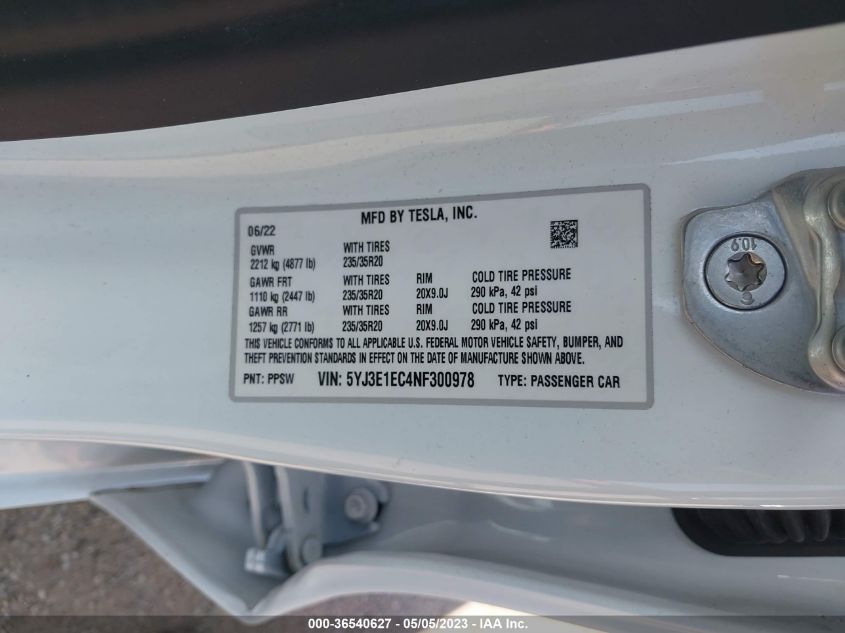 MFD BY TESLA, INC.
06/22
GVWR WITH TIRES
2212 kg (4877 lb) 235/35R20
GAWR FRT WITH TIRES RIM COLD TIRE PRESSURE
1110 kg (2447 lb) 235/35R20 20X9.0J 290 kPa, 42 psi
GAWR RR WITH TIRES RIM COLD TIRE PRESSURE
1257 kg (2771 lb) 235/35R20 20X9.0J 290 kPa, 42 psi
THIS VEHICLE CONFORMS TO ALL APPLICABLE U.S. FEDERAL MOTOR VEHICLE SAFETY, BUMPER, AND
THEFT PREVENTION STANDARDS IN EFFECT ON THE DATE OF MANUFACTURE SHOWN ABOVE.
PNT: PPSW VIN: 5YJ3E1EC4NF300978 TYPE: PASSENGER CAR
10.9
000-36540627 - 05/05/2023 - IAA Inc.